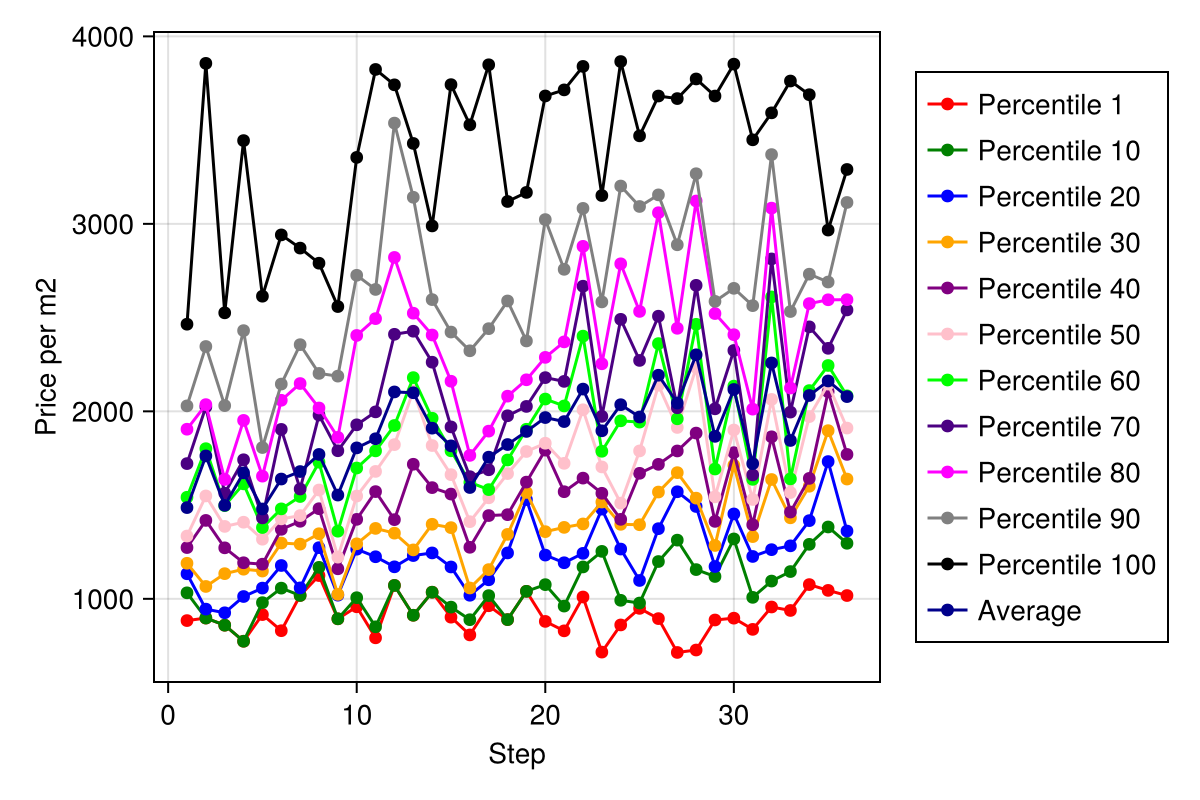 4000
3000
2000
1000
Price per m2
0 10 20 30
Step
Percentile 1
Percentile 10
Percentile 20
Percentile 30
Percentile 40
Percentile 50
Percentile 60
Percentile 70
Percentile 80
Percentile 90
Percentile 100
Average